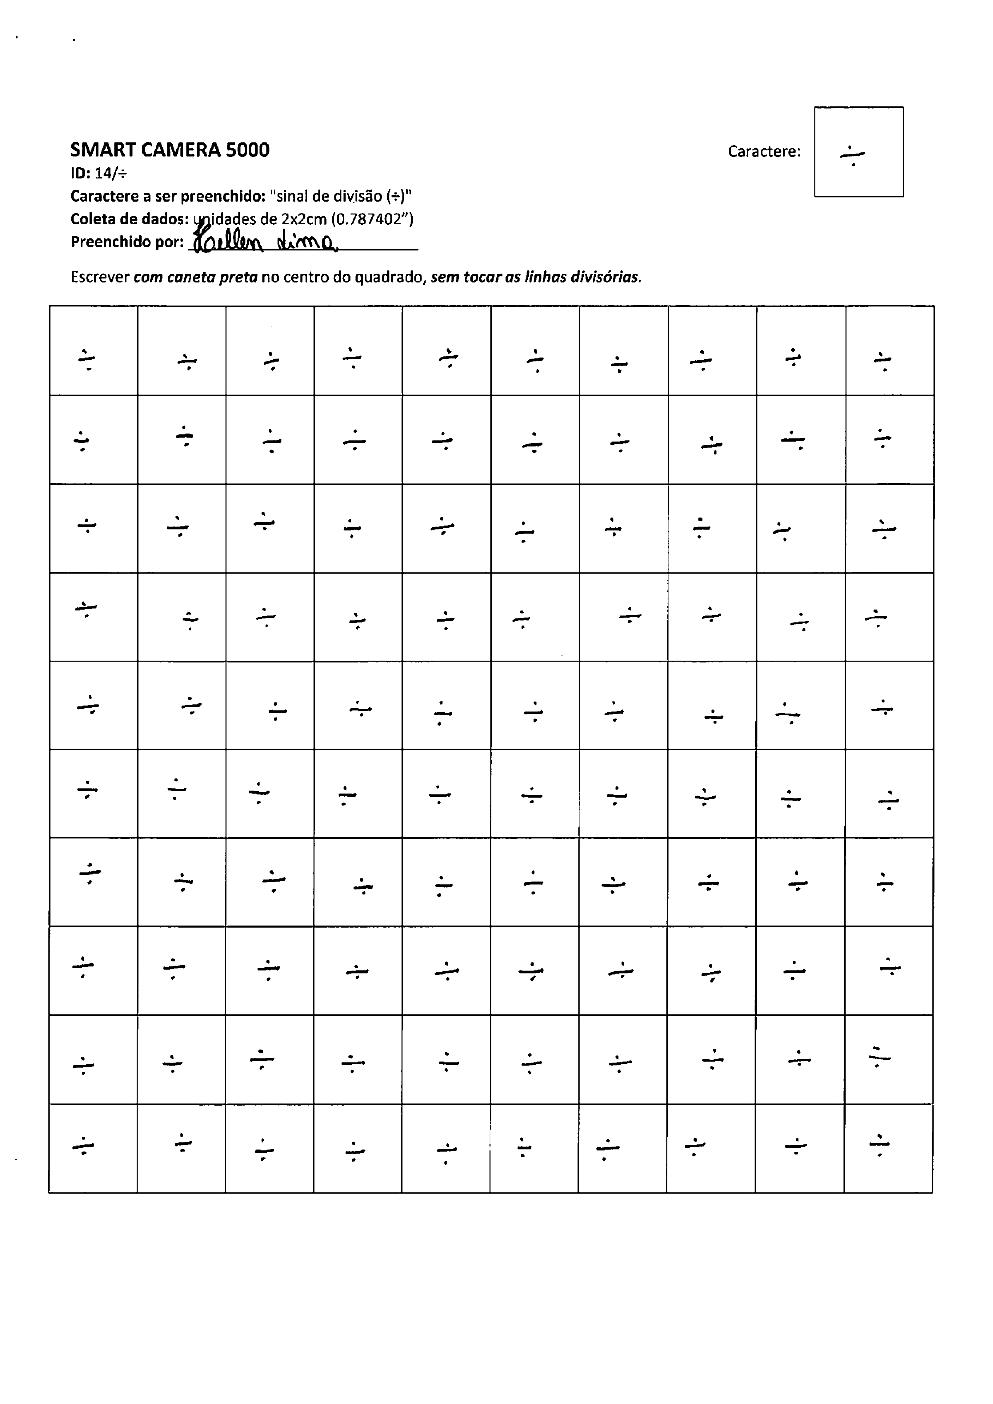 SMART CAMERA 5000
ID: 14/÷
Caractere a ser preenchido: "sinal de divisão (÷)"
Coleta de dados: unidades de 2x2cm (0.787402”)
Preenchido por: Kellen Lima
Caractere: ÷
Escrever com caneta preta no centro do quadrado, sem tocar as linhas divisórias.
÷ ÷ ÷ ÷ ÷ ÷ ÷ ÷ ÷ ÷
÷ ÷ ÷ ÷ ÷ ÷ ÷ ÷ ÷ ÷
÷ ÷ ÷ ÷ ÷ ÷ ÷ ÷ ÷ ÷
÷ ÷ ÷ ÷ ÷ ÷ ÷ ÷ ÷ ÷
÷ ÷ ÷ ÷ ÷ ÷ ÷ ÷ ÷ ÷
÷ ÷ ÷ ÷ ÷ ÷ ÷ ÷ ÷ ÷
÷ ÷ ÷ ÷ ÷ ÷ ÷ ÷ ÷ ÷
÷ ÷ ÷ ÷ ÷ ÷ ÷ ÷ ÷ ÷
÷ ÷ ÷ ÷ ÷ ÷ ÷ ÷ ÷ ÷
÷ ÷ ÷ ÷ ÷ ÷ ÷ ÷ ÷ ÷